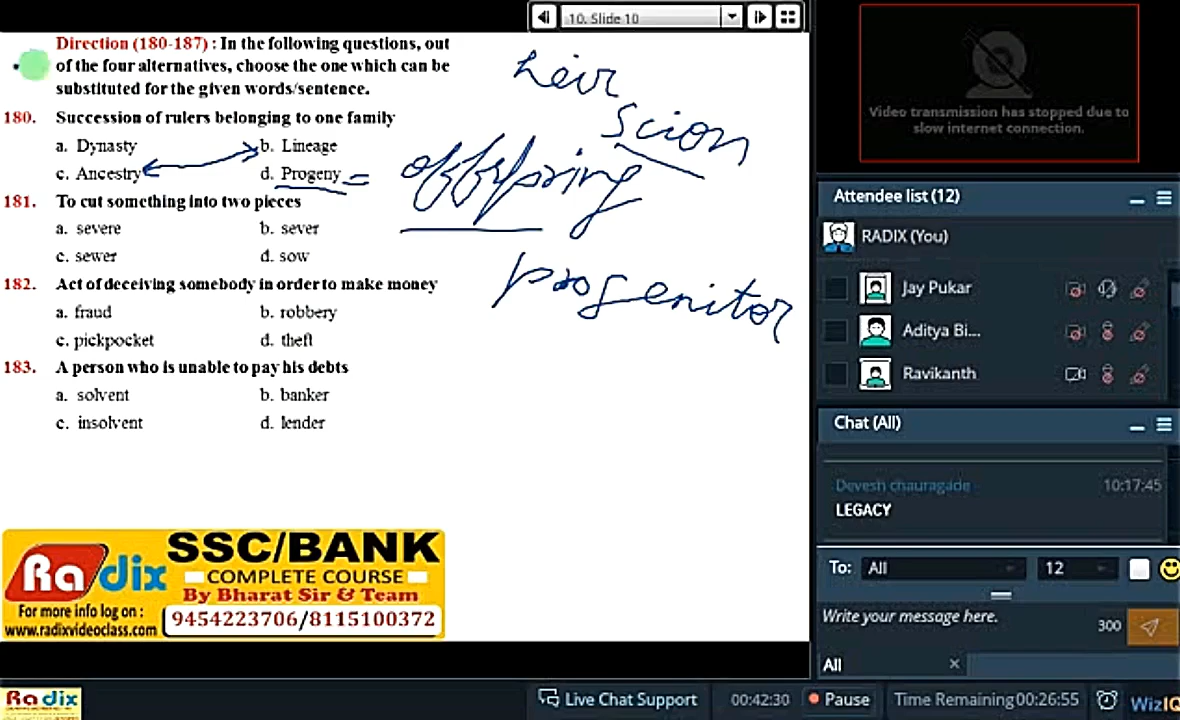 10. Slide 10
Direction (180-187) : In the following questions, out
of the four alternatives, choose the one which can be
substituted for the given words/sentence.
180. Succession of rulers belonging to one family
a. Dynasty b. Lineage
c. Ancestry d. Progeny =
181. To cut something into two pieces
a. severe b. sever
c. sewer d. sow
182. Act of deceiving somebody in order to make money
a. fraud b. robbery
c. pickpocket d. theft
183. A person who is unable to pay his debts
a. solvent b. banker
c. insolvent d. lender
heir
scion
offspring
progenitor
Radix
SSC/BANK
COMPLETE COURSE
By Bharat Sir & Team
For more info log on :
www.radixvideoclass.com
9454223706/8115100372
Video transmission has stopped due to
slow internet connection.
Attendee list (12)
RADIX (You)
Jay Pukar
Aditya Bi...
Ravikanth
Chat (All)
Devesh chauragade 10:17:45
LEGACY
To: All 12
Write your message here. 300
All
Radix
Live Chat Support 00:42:30 Pause Time Remaining 00:26:55 WizIQ